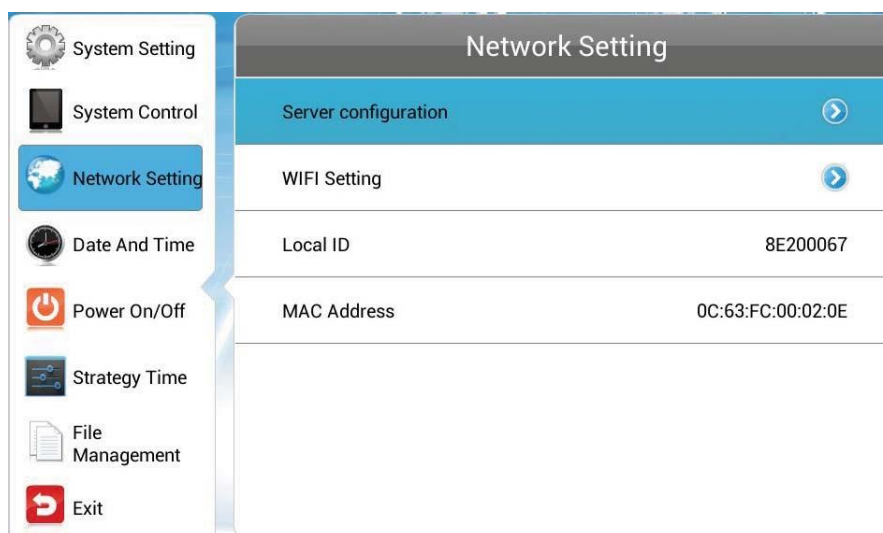 System Setting
System Control
Network Setting
Date And Time
Power On/Off
Strategy Time
File
Management
Exit
Network Setting
Server configuration
WIFI Setting
Local ID 8E200067
MAC Address 0C:63:FC:00:02:0E